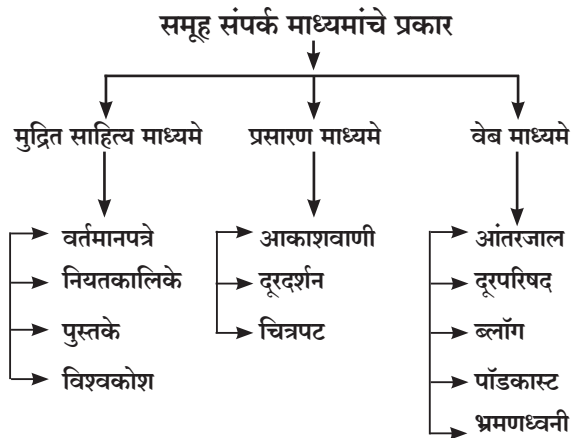 समूह संपर्क माध्यमांचे प्रकार
मुद्रित साहित्य माध्यमे
प्रसारण माध्यमे
वेब माध्यमे
वर्तमानपत्रे
नियतकालिके
पुस्तके
विश्वकोश
आकाशवाणी
दूरदर्शन
चित्रपट
आंतरजाल
दूरपरिषद
ब्लॉग
पॉडकास्ट
भ्रमणध्वनी